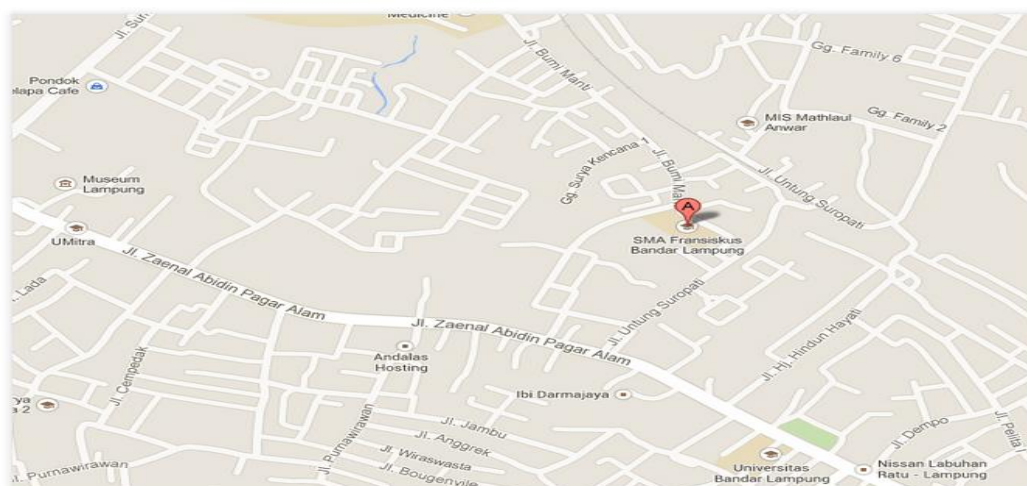 Medicine
Jl. Bumi Manti
Gg. Family 6
Pondok
elapa Cafe
MIS Mathlaul
Anwar
Gg. Family 2
Gg. Surya Kencana
Jl. Bumi Ma
Jl. Untung Suropati
Museum
Lampung
A
UMitra
SMA Fransiskus
Bandar Lampung
Jl. Zaenal Abidin Pagar Alam
Lada
Jl. Zaenal Abidin Pagar Alam
Jl. Untung Suropati
Jl. Hj. Hindun Hayati
Andalas
Hosting
Jl. Cempedak
Ibi Darmajaya
Jl. Jambu
Jl. Anggrek
Jl. Purnawirawan
Jl. Wiraswasta
Jl. Bougenvile
Jl. Dempo
Jl. Pelita I
Universitas
Bandar Lampung
Nissan Labuhan
Ratu - Lampung
Jl. Purnawirawan